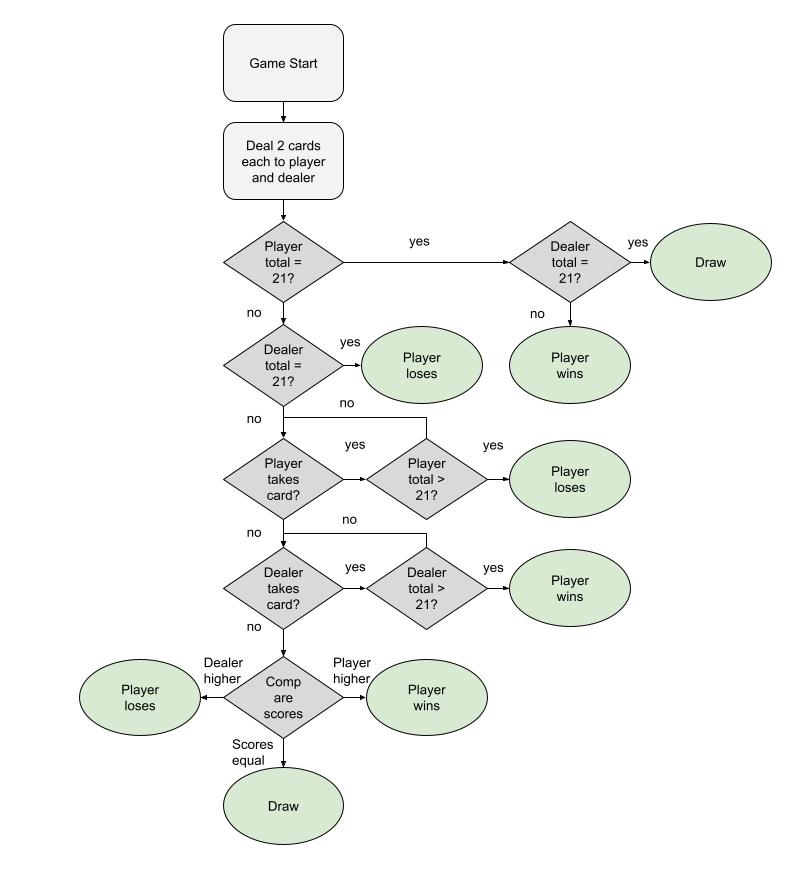 Game Start
Deal 2 cards
each to player
and dealer
Player
total =
21?
yes
Dealer
total =
21?
yes
Draw
no
no
Dealer
total =
21?
yes
Player
loses
Player
wins
no
no
Player
takes
card?
yes
Player
total >
21?
yes
Player
loses
no
no
Dealer
takes
card?
yes
Dealer
total >
21?
yes
Player
wins
no
Player
loses
Dealer
higher
Comp
are
scores
Player
higher
Player
wins
Scores
equal
Draw